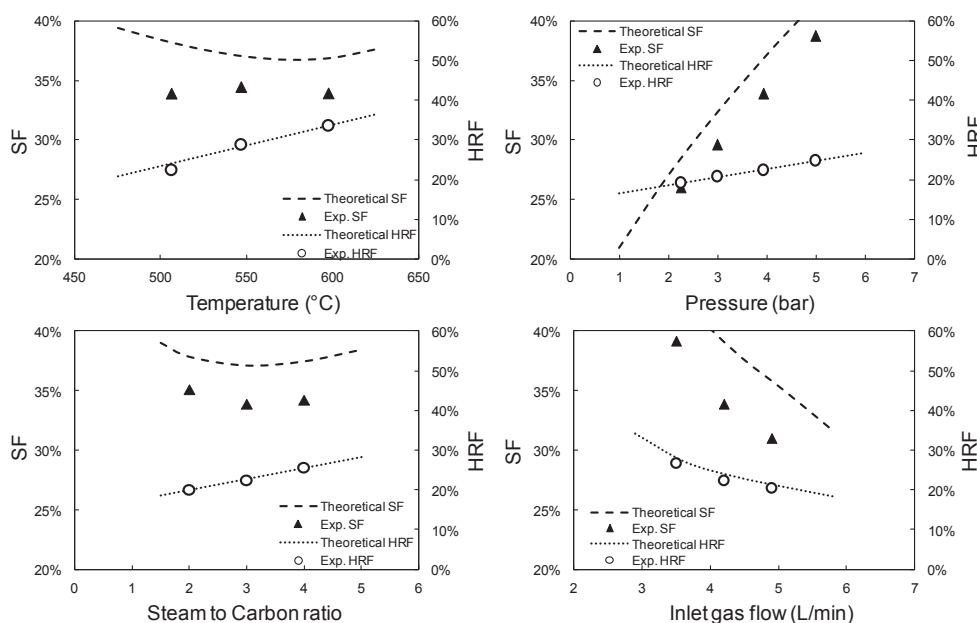 40% 60%
35% 50%
40%
30% 30%
25% 20%
10%
20% 0%
SF
HRF
Theoretical SF
Exp. SF
Theoretical HRF
Exp. HRF
450 500 550 600 650
Temperature (°C)
40% 60%
35% 50%
40%
30% 30%
25% 20%
10%
20% 0%
SF
HRF
Theoretical SF
Exp. SF
Theoretical HRF
Exp. HRF
0 1 2 3 4 5 6 7
Pressure (bar)
40% 60%
35% 50%
40%
30% 30%
25% 20%
10%
20% 0%
SF
HRF
Theoretical SF
Exp. SF
Theoretical HRF
Exp. HRF
0 1 2 3 4 5 6
Steam to Carbon ratio
40% 60%
35% 50%
40%
30% 30%
25% 20%
10%
20% 0%
SF
HRF
Theoretical SF
Exp. SF
Theoretical HRF
Exp. HRF
2 3 4 5 6 7
Inlet gas flow (L/min)